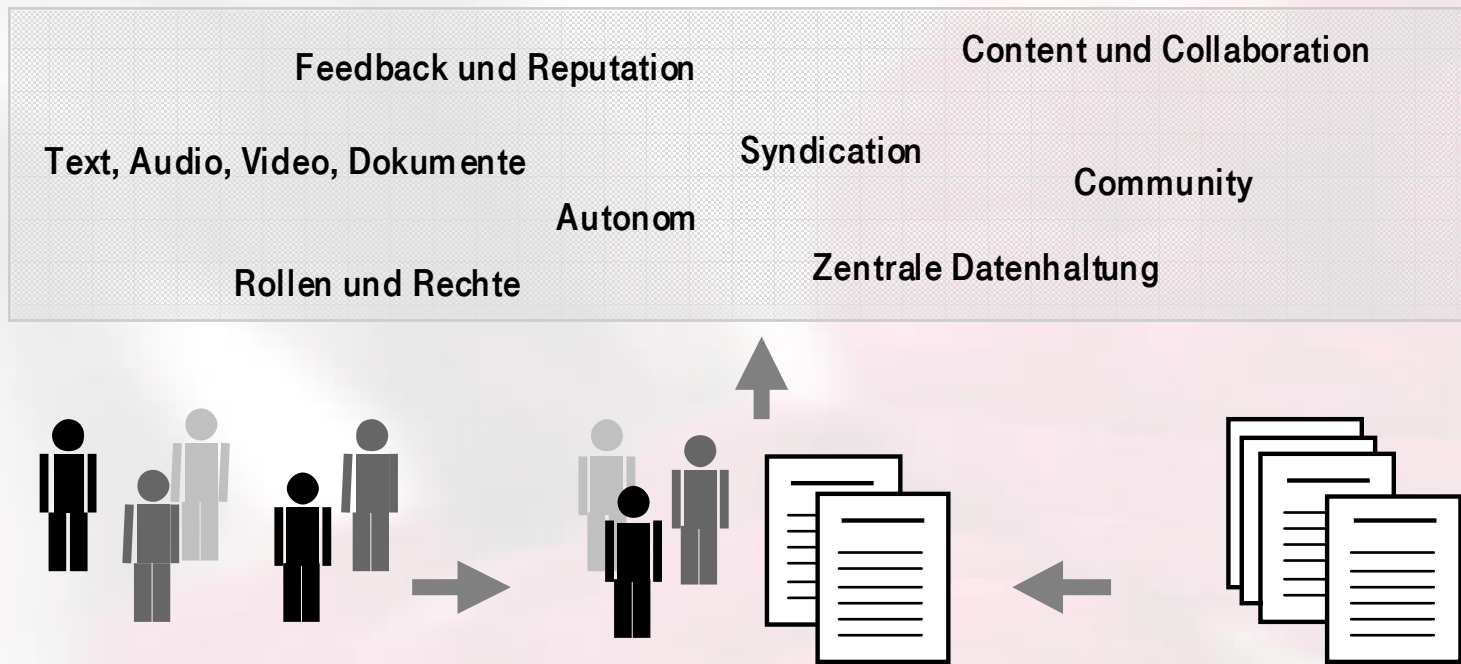 Feedback und Reputation
Content und Collaboration
Text, Audio, Video, Dokumente
Syndication
Community
Autonom
Rollen und Rechte
Zentrale Datenhaltung